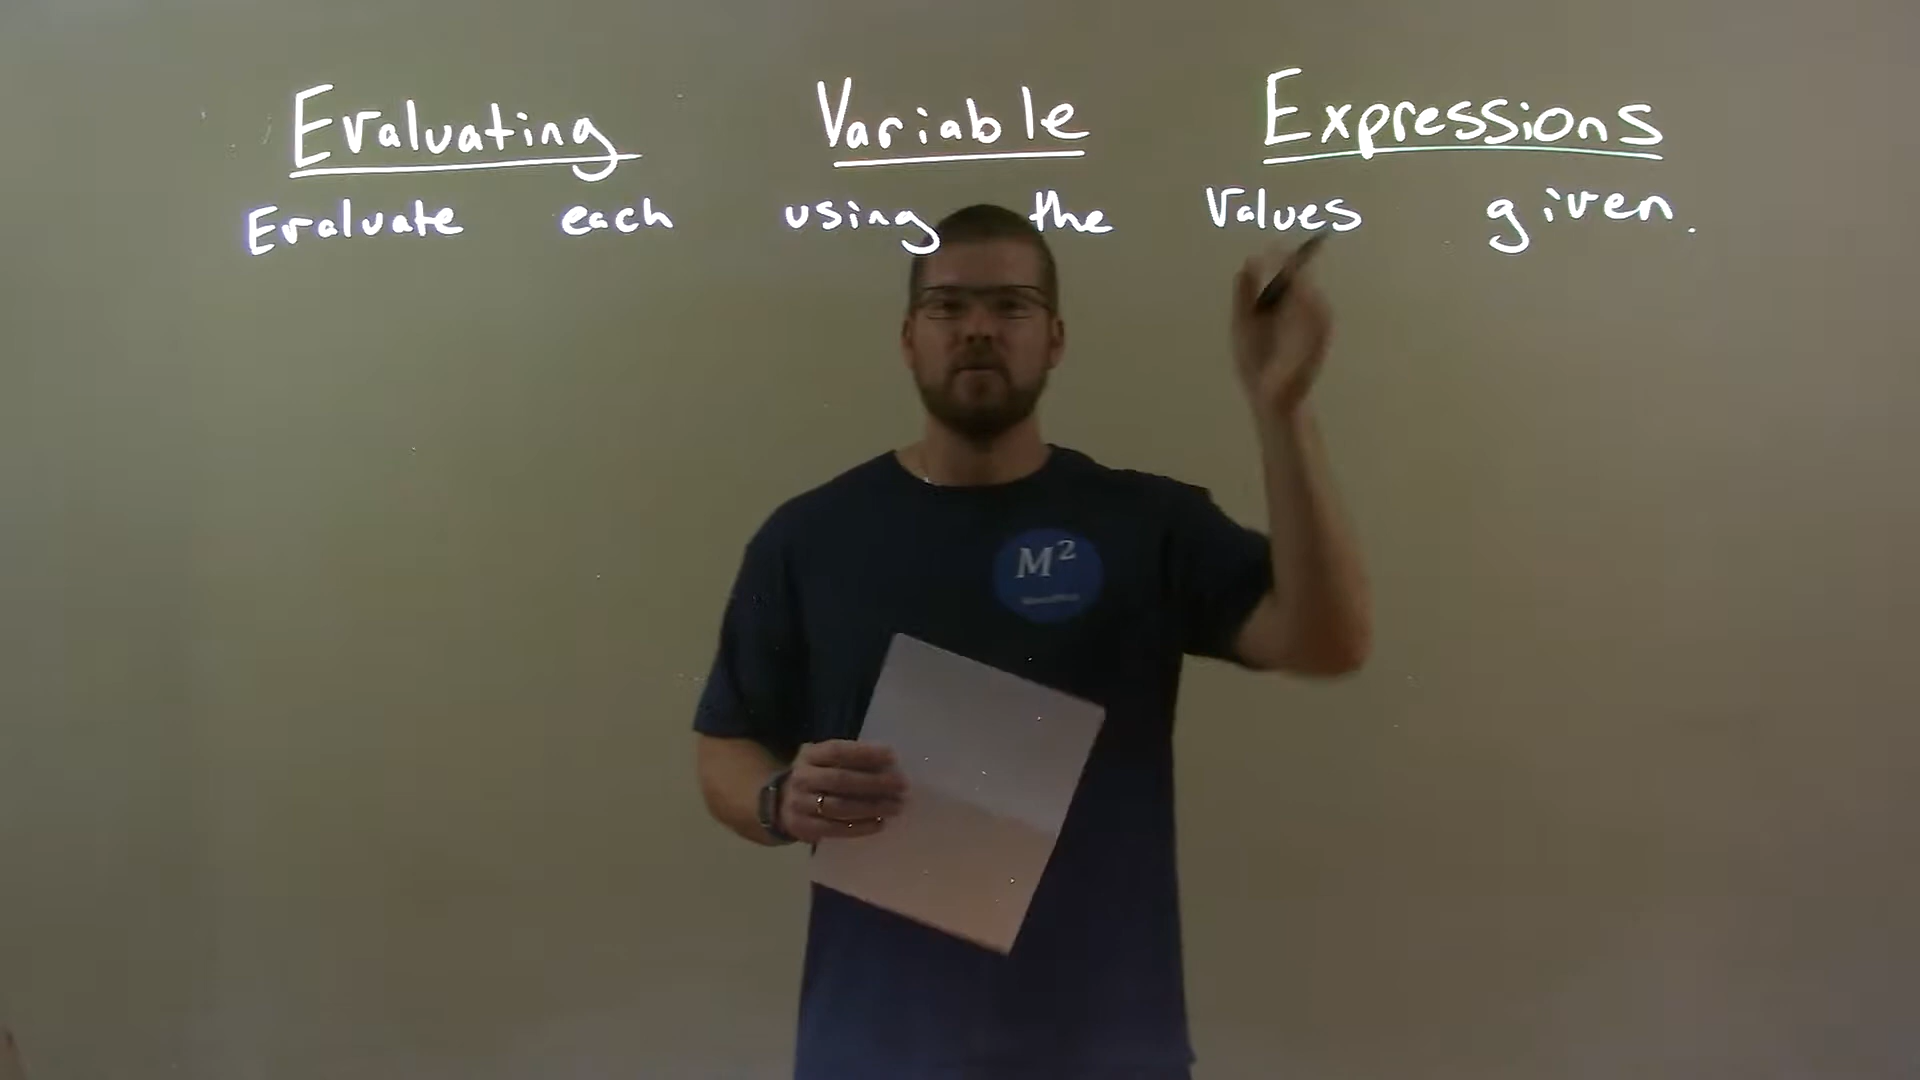 Evaluating Variable Expressions
Evaluate each using the values given.
M²